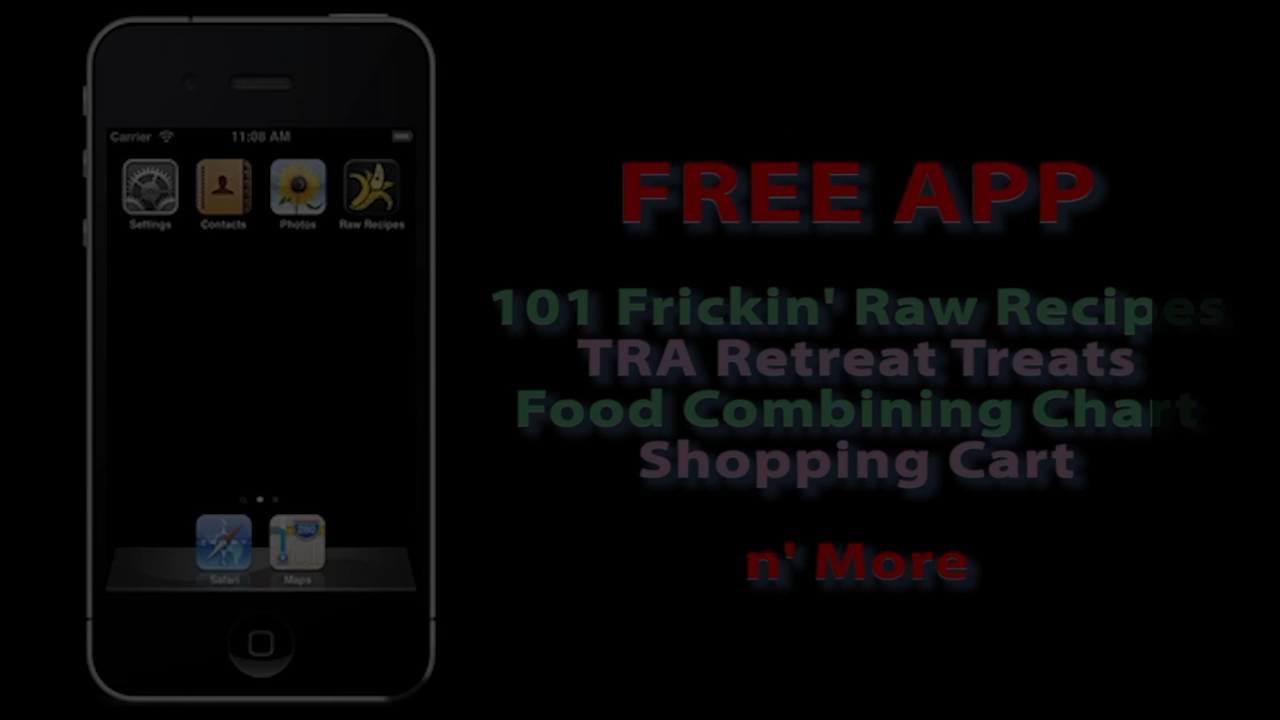 Carrier 11:08 AM
Settings Contacts Photos Raw Recipes
280
Safari Maps
FREE APP
101 Frickin' Raw Recipes
TRA Retreat Treats
Food Combining Chart
Shopping Cart
n' More